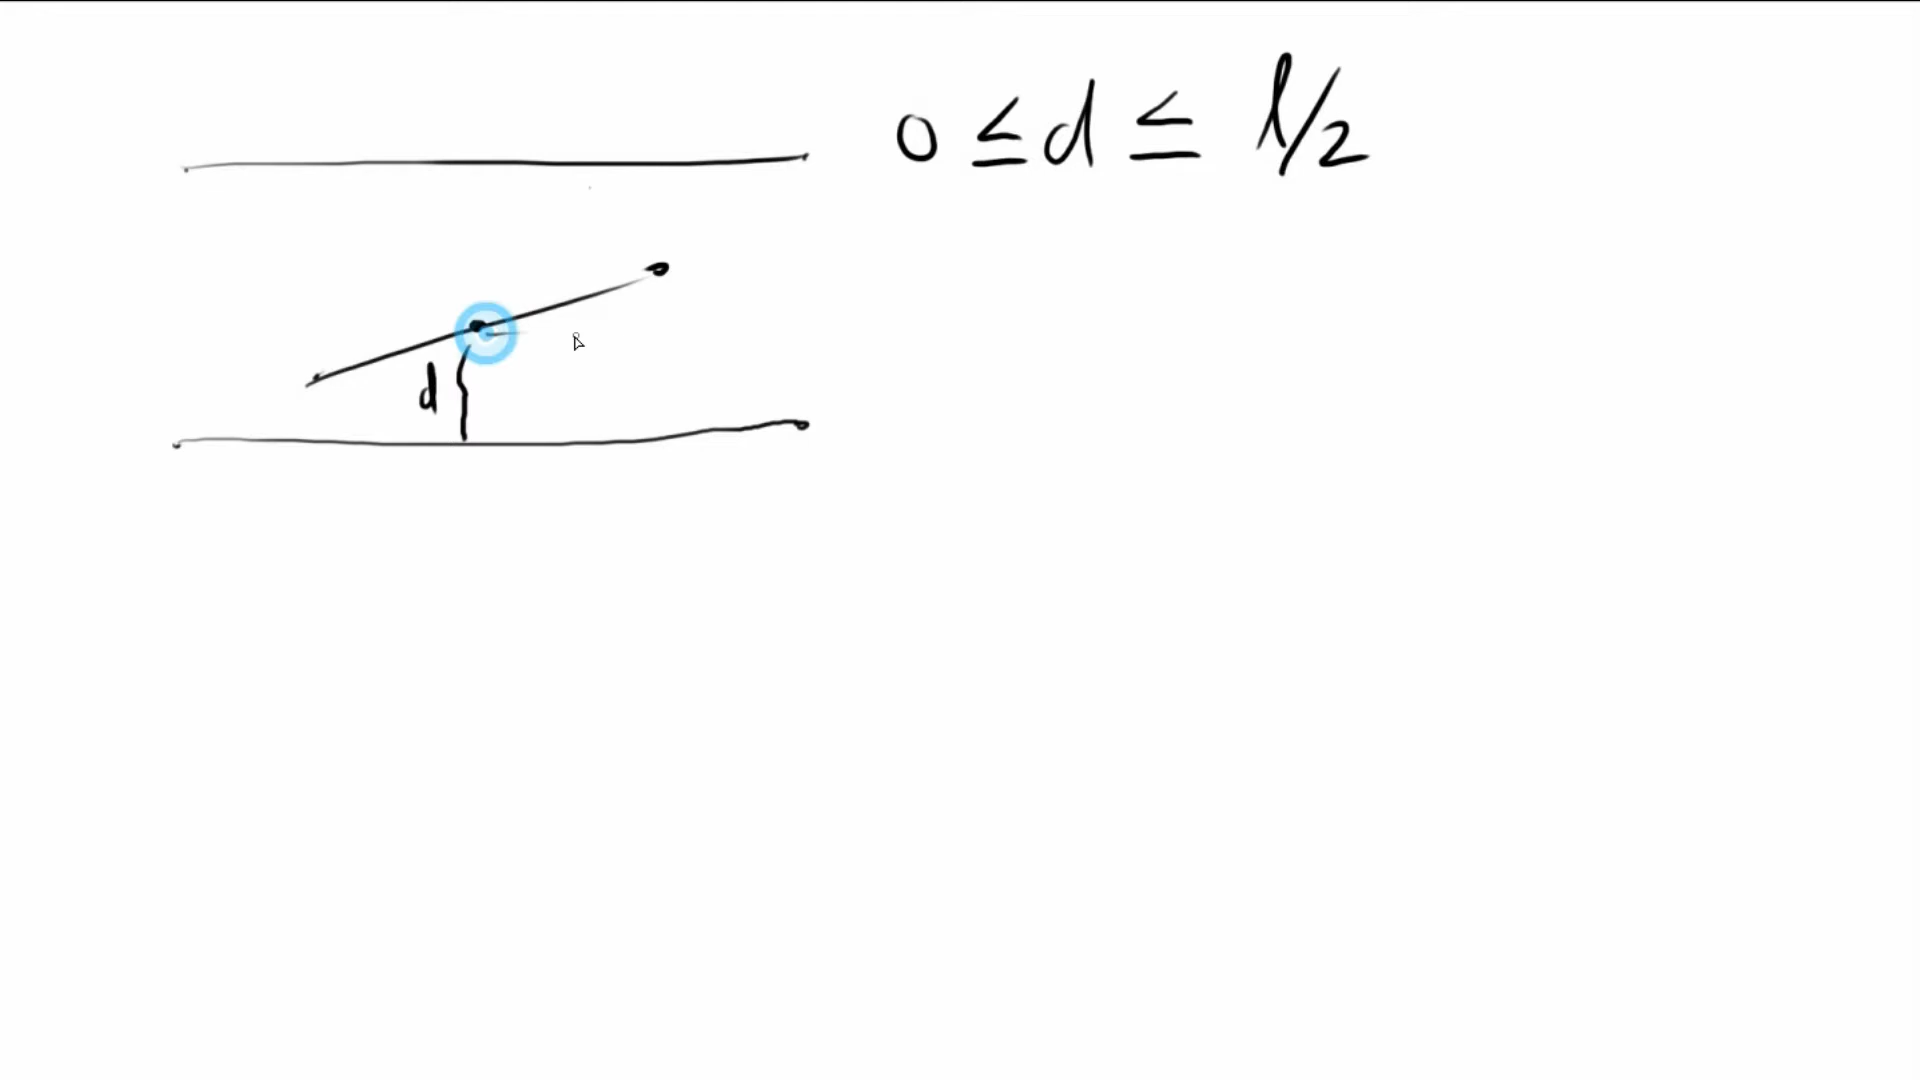 0 ≤ d ≤ l/2
d